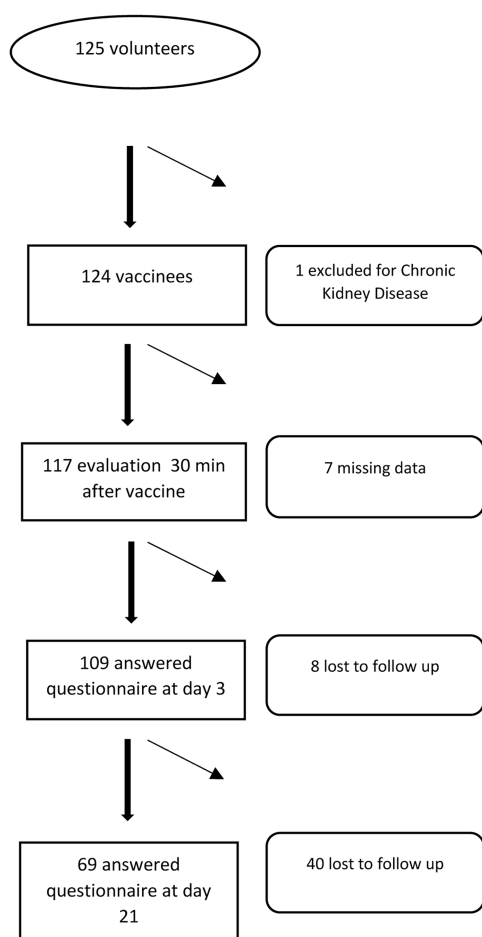 125 volunteers
124 vaccinees
1 excluded for Chronic
Kidney Disease
117 evaluation  30 min
after vaccine
7 missing data
109 answered
questionnaire at day 3
8 lost to follow up
69 answered
questionnaire at day
21
40 lost to follow up